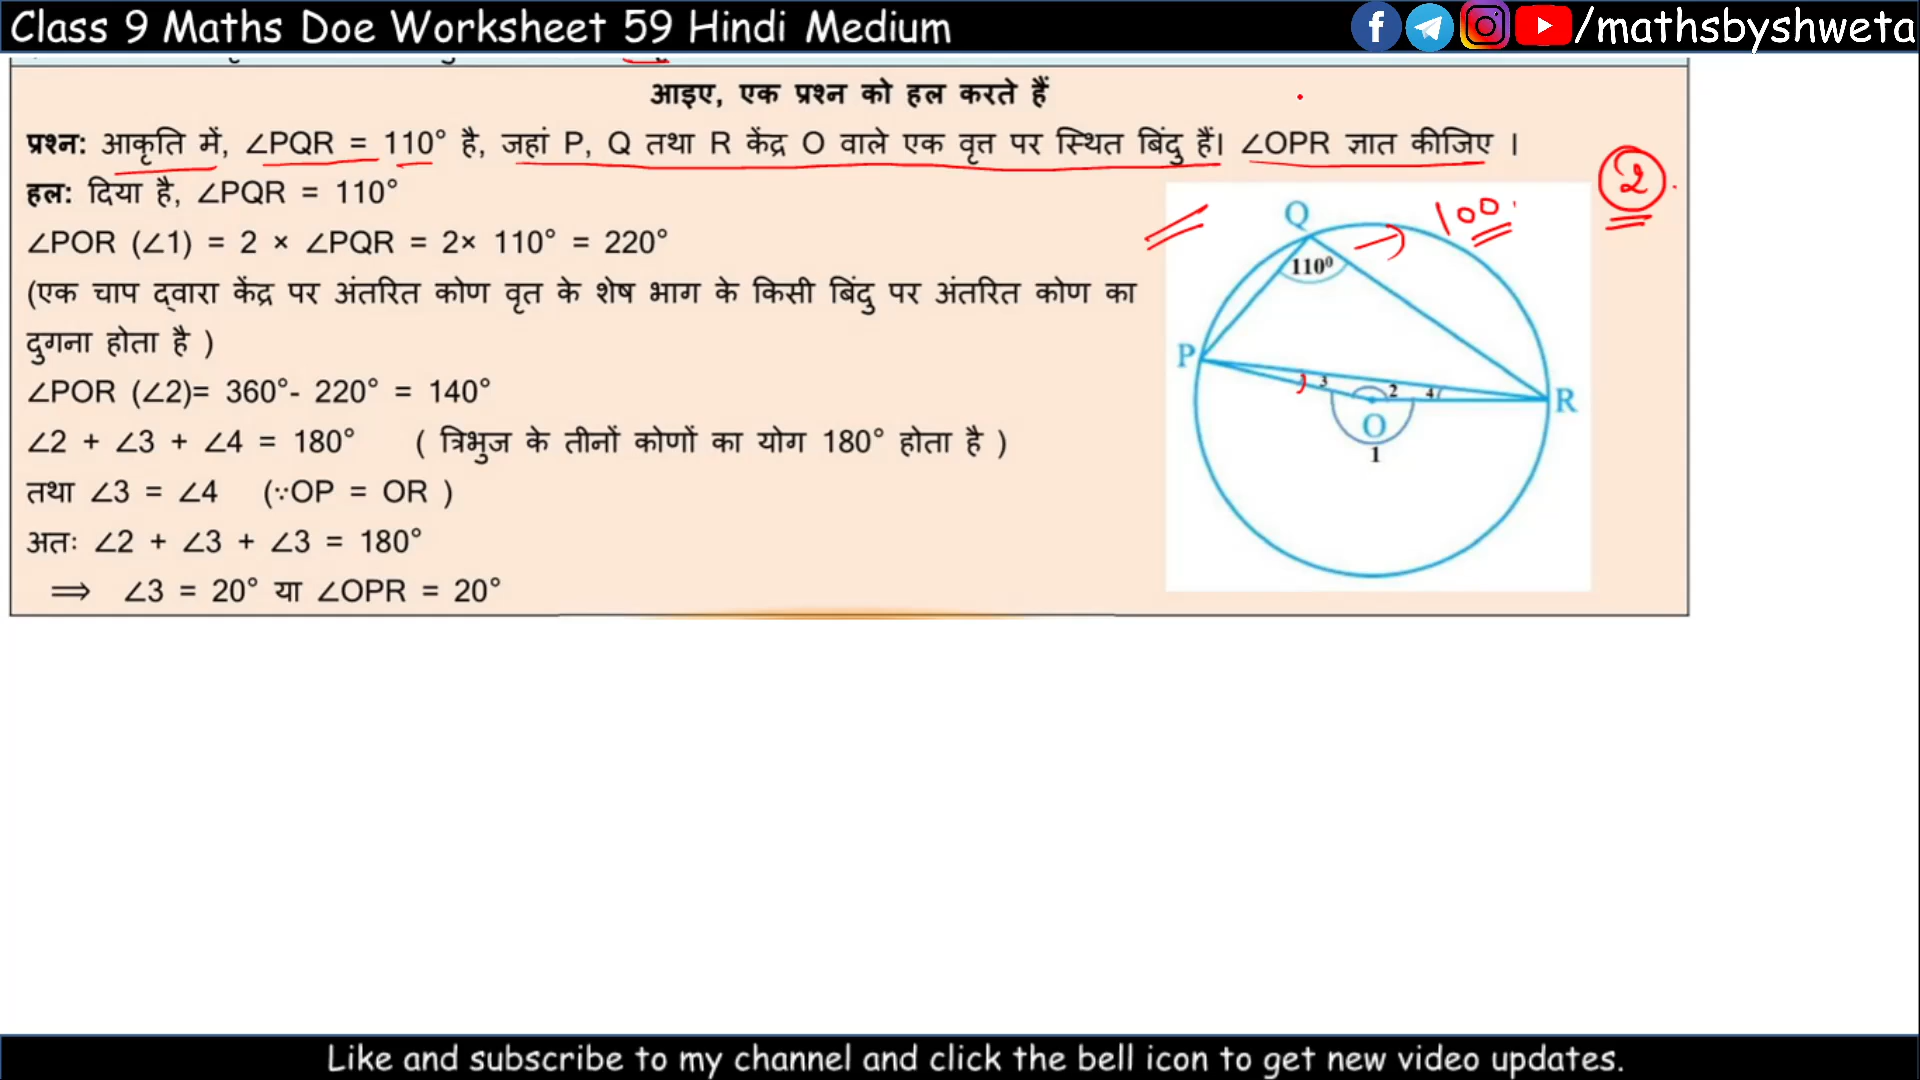 Class 9 Maths Doe Worksheet 59 Hindi Medium
/mathsbyshweta
आइए, एक प्रश्न को हल करते हैं
प्रश्न: आकृति में, ∠PQR = 110° है, जहां P, Q तथा R केंद्र O वाले एक वृत्त पर स्थित बिंदु हैं। ∠OPR ज्ञात कीजिए ।
हल: दिया है, ∠PQR = 110°
∠POR (∠1) = 2 × ∠PQR = 2× 110° = 220°
(एक चाप द्वारा केंद्र पर अंतरित कोण वृत के शेष भाग के किसी बिंदु पर अंतरित कोण का
दुगना होता है )
∠POR (∠2)= 360°- 220° = 140°
∠2 + ∠3 + ∠4 = 180° ( त्रिभुज के तीनों कोणों का योग 180° होता है )
तथा ∠3 = ∠4 (∵OP = OR )
अतः ∠2 + ∠3 + ∠3 = 180°
⟹ ∠3 = 20° या ∠OPR = 20°
2
100
Q
110⁰
P
3
2
4
R
O
1
Like and subscribe to my channel and click the bell icon to get new video updates.